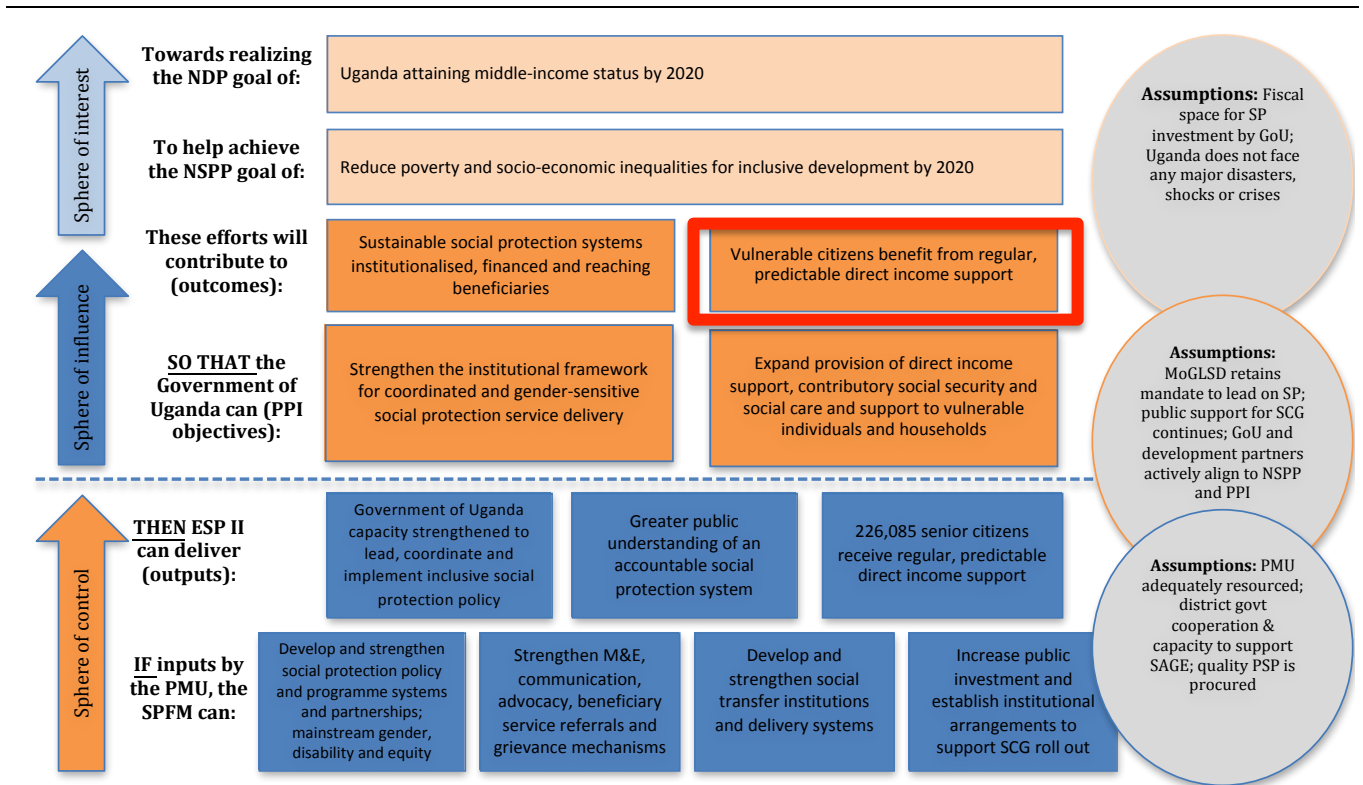 Towards realizing
the NDP goal of:
Uganda attaining middle-income status by 2020
To help achieve
the NSPP goal of:
Reduce poverty and socio-economic inequalities for inclusive development by 2020
Sphere of interest
Assumptions: Fiscal
space for SP
investment by GoU;
Uganda does not face
any major disasters,
shocks or crises
These efforts will
contribute to
(outcomes):
Sustainable social protection systems
institutionalised, financed and reaching
beneficiaries
Vulnerable citizens benefit from regular,
predictable direct income support
SO THAT the
Government of
Uganda can (PPI
objectives):
Strengthen the institutional framework
for coordinated and gender-sensitive
social protection service delivery
Expand provision of direct income
support, contributory social security and
social care and support to vulnerable
individuals and households
Sphere of influence
Assumptions:
MoGLSD retains
mandate to lead on SP;
public support for SCG
continues; GoU and
development partners
actively align to NSPP
and PPI
THEN ESP II
can deliver
(outputs):
Government of Uganda
capacity strengthened to
lead, coordinate and
implement inclusive social
protection policy
Greater public
understanding of an
accountable social
protection system
226,085 senior citizens
receive regular, predictable
direct income support
Sphere of control
IF inputs by
the PMU, the
SPFM can:
Develop and strengthen
social protection policy
and programme systems
and partnerships;
mainstream gender,
disability and equity
Strengthen M&E,
communication,
advocacy, beneficiary
service referrals and
grievance mechanisms
Develop and
strengthen social
transfer institutions
and delivery systems
Increase public
investment and
establish institutional
arrangements to
support SCG roll out
Assumptions: PMU
adequately resourced;
district govt
cooperation &
capacity to support
SAGE; quality PSP is
procured